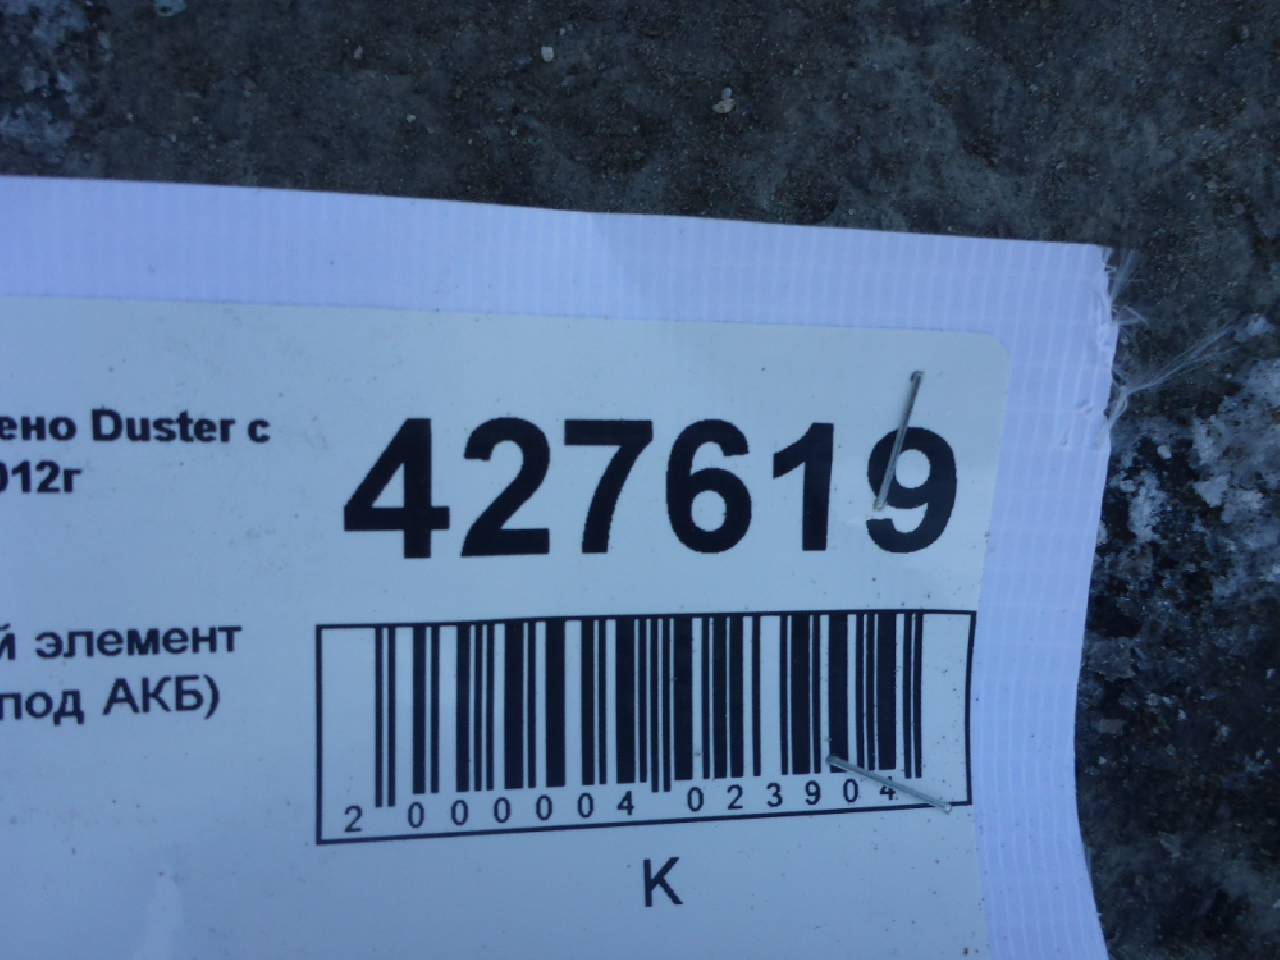 ено Duster с
012г
427619
й элемент
под АКБ)
2 000004 023904
K